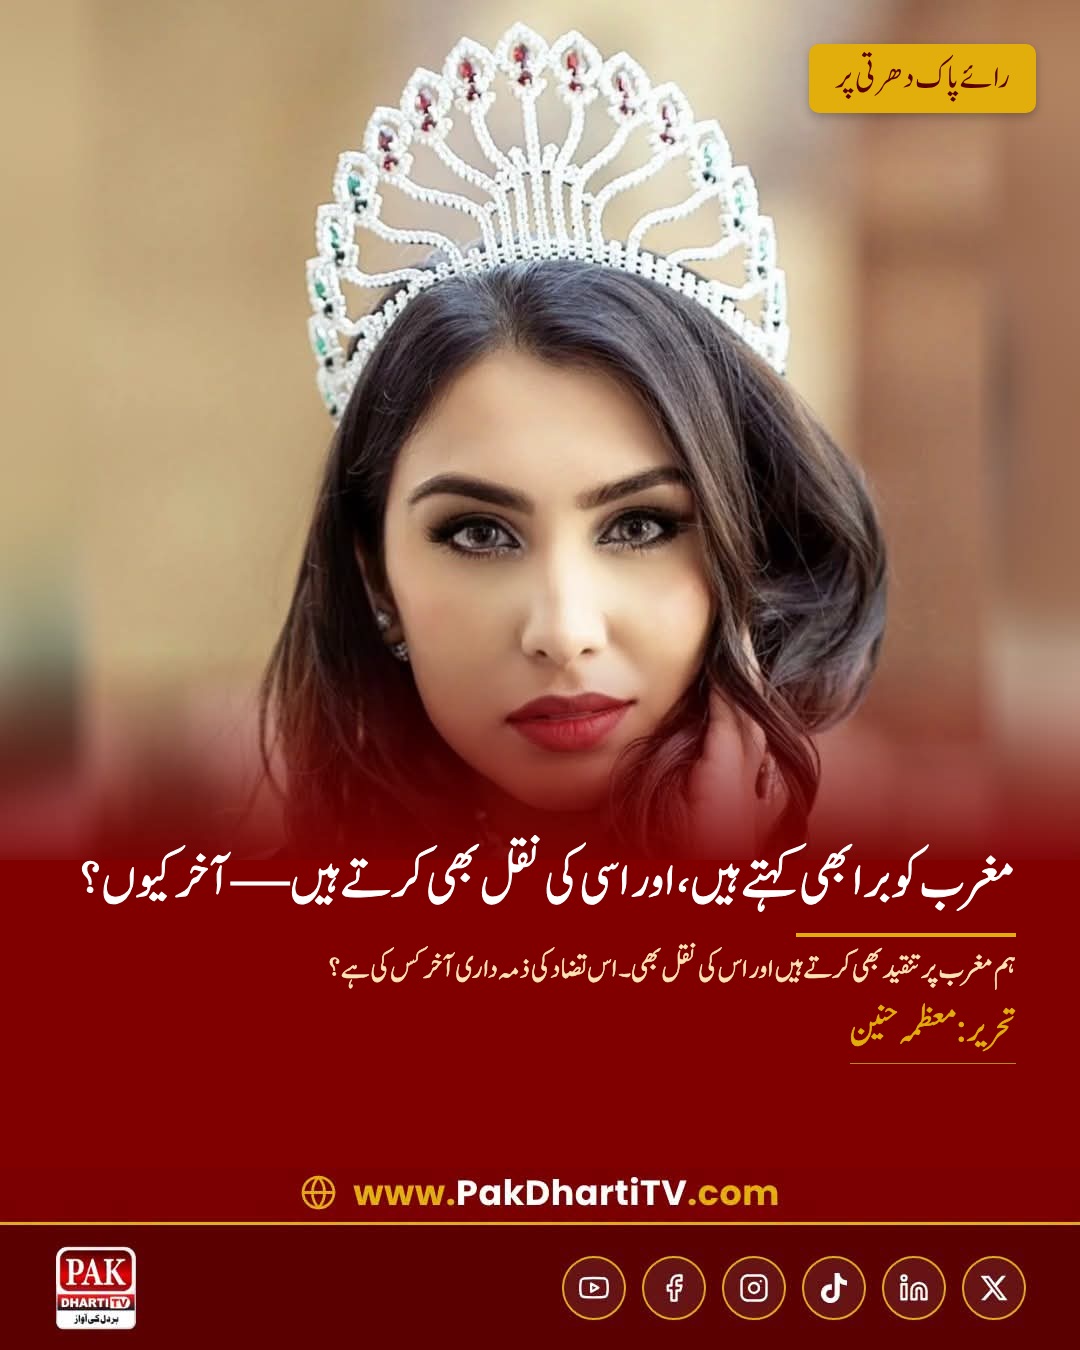 رائے پاک دھرتی پر
مغرب کو برا بھی کہتے ہیں، اور اسی کی نقل بھی کرتے ہیں — آخر کیوں؟
ہم مغرب پر تنقید بھی کرتے ہیں اور اس کی نقل بھی۔ اس تضاد کی ذمہ داری آخر کس کی ہے؟
تحریر: معظمہ حنین
www.PakDhartiTV.com
PAK
DHARTI TV
ہر دل کی آواز